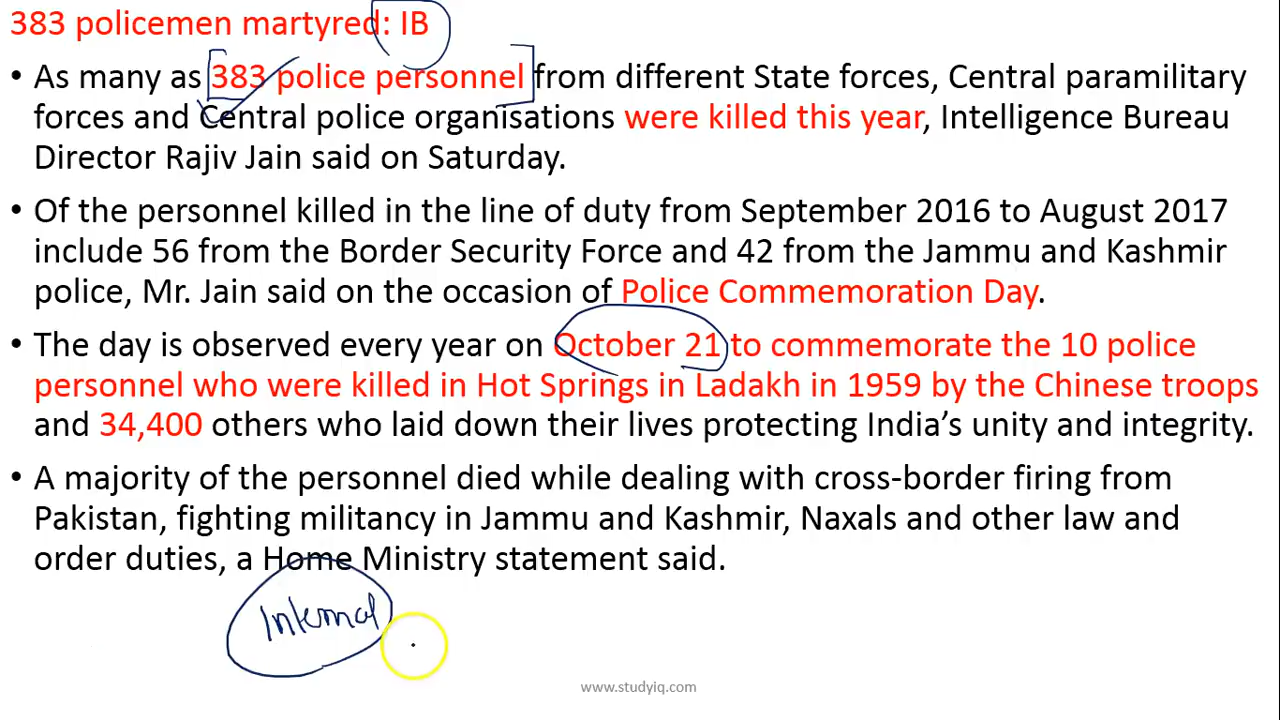 383 policemen martyred: IB
• As many as 383 police personnel from different State forces, Central paramilitary
forces and Central police organisations were killed this year, Intelligence Bureau
Director Rajiv Jain said on Saturday.
• Of the personnel killed in the line of duty from September 2016 to August 2017
include 56 from the Border Security Force and 42 from the Jammu and Kashmir
police, Mr. Jain said on the occasion of Police Commemoration Day.
• The day is observed every year on October 21 to commemorate the 10 police
personnel who were killed in Hot Springs in Ladakh in 1959 by the Chinese troops
and 34,400 others who laid down their lives protecting India’s unity and integrity.
• A majority of the personnel died while dealing with cross-border firing from
Pakistan, fighting militancy in Jammu and Kashmir, Naxals and other law and
order duties, a Home Ministry statement said.
Internal
www.studyiq.com